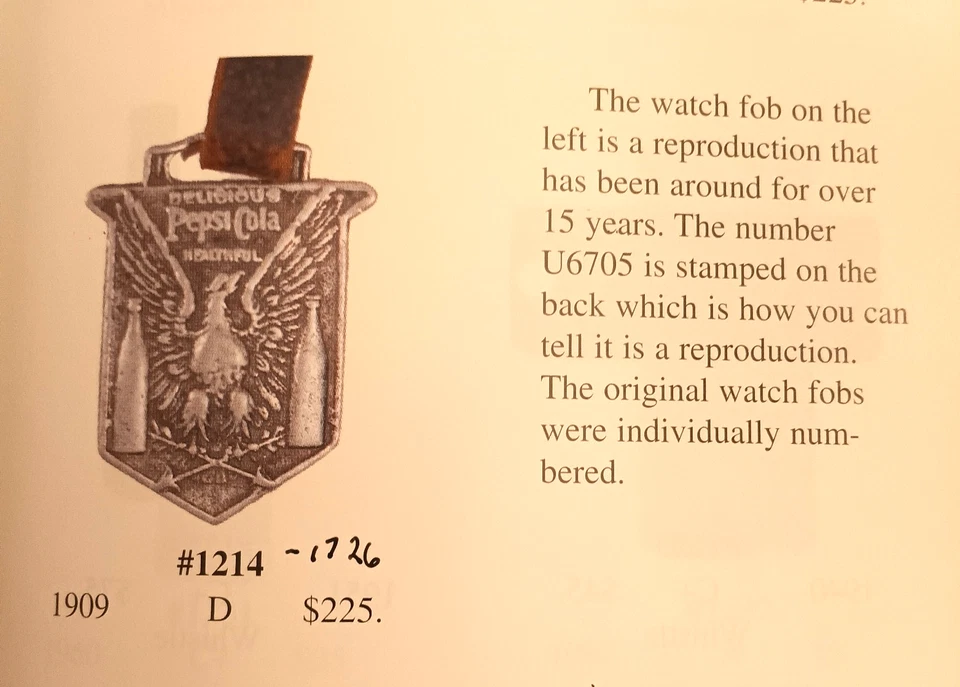 $225.
DELICIOUS
Pepsi Cola
HEALTHFUL
The watch fob on the
left is a reproduction that
has been around for over
15 years. The number
U6705 is stamped on the
back which is how you can
tell it is a reproduction.
The original watch fobs
were individually num-
bered.
#1214 -1726
1909 D $225.